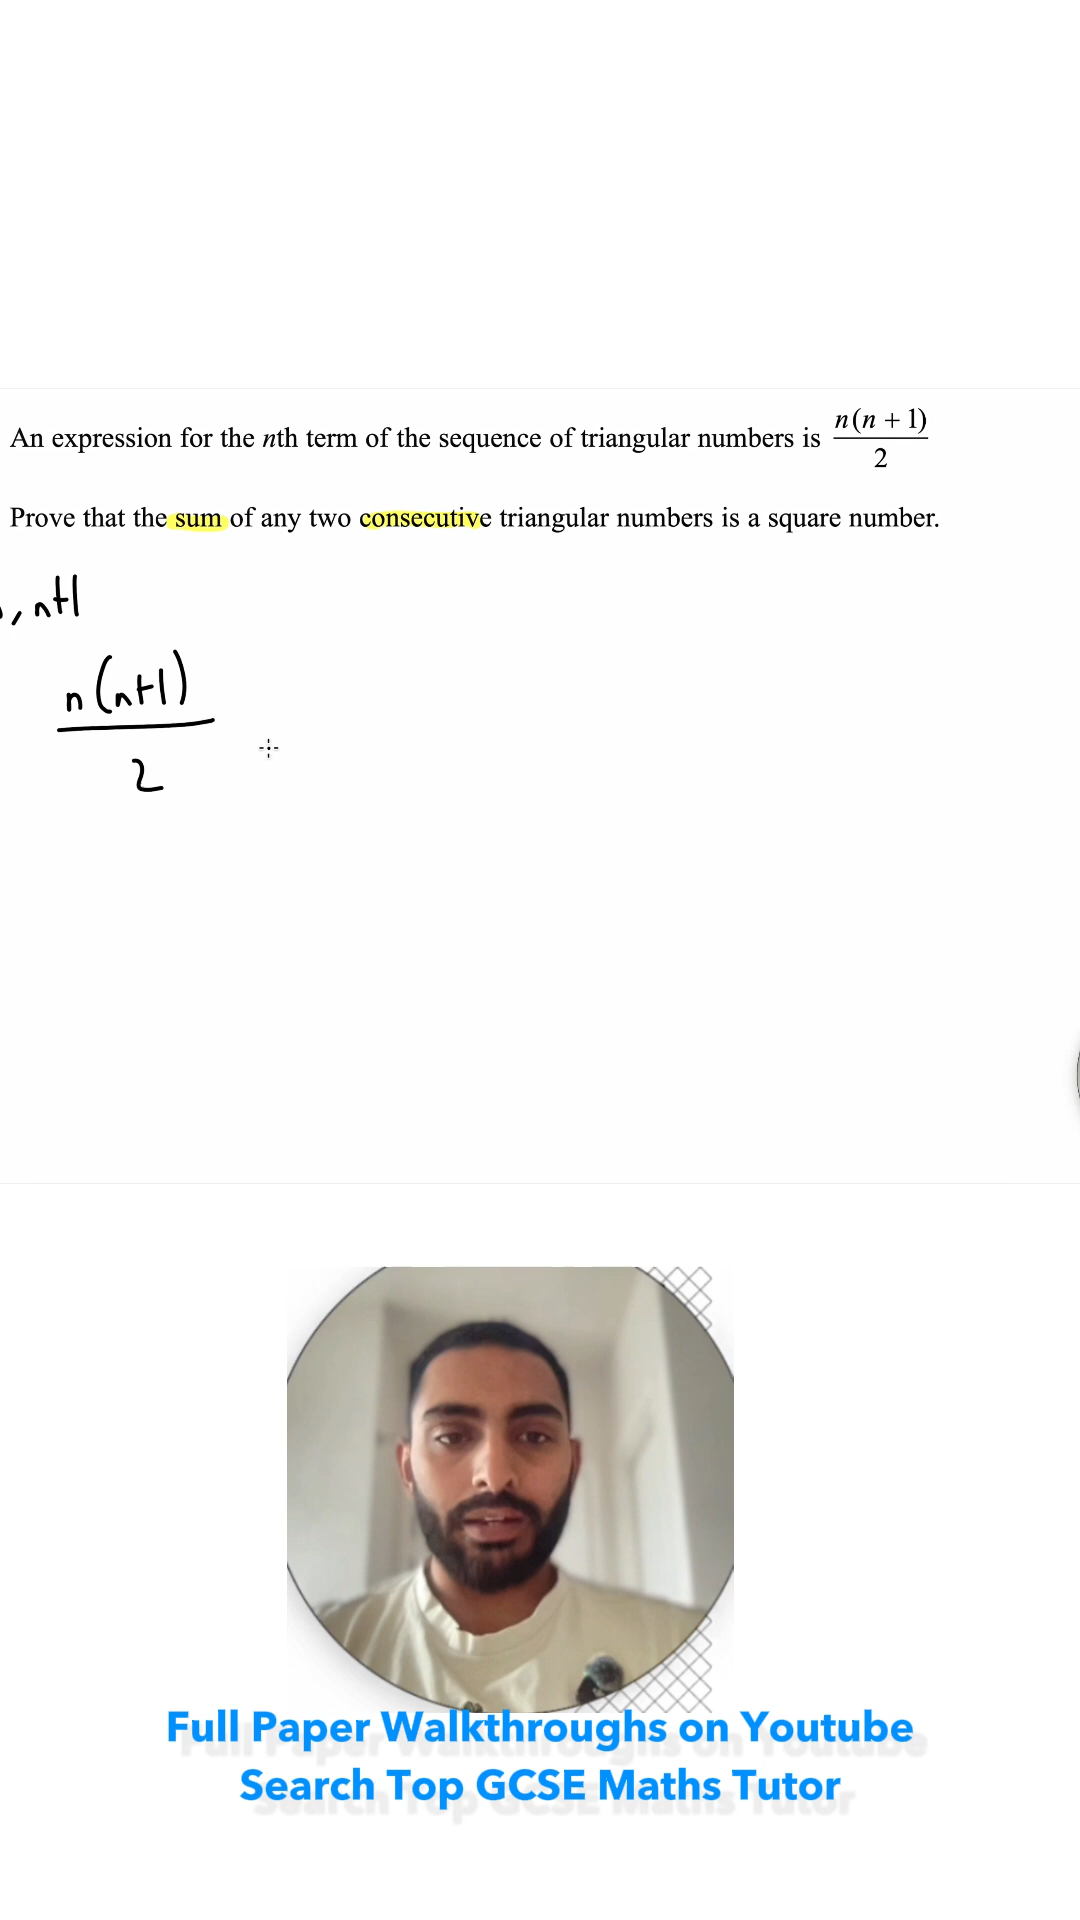 An expression for the nth term of the sequence of triangular numbers is n(n + 1)/2
Prove that the sum of any two consecutive triangular numbers is a square number.
, n+1
n(n+1)
2
Full Paper Walkthroughs on Youtube
Search Top GCSE Maths Tutor